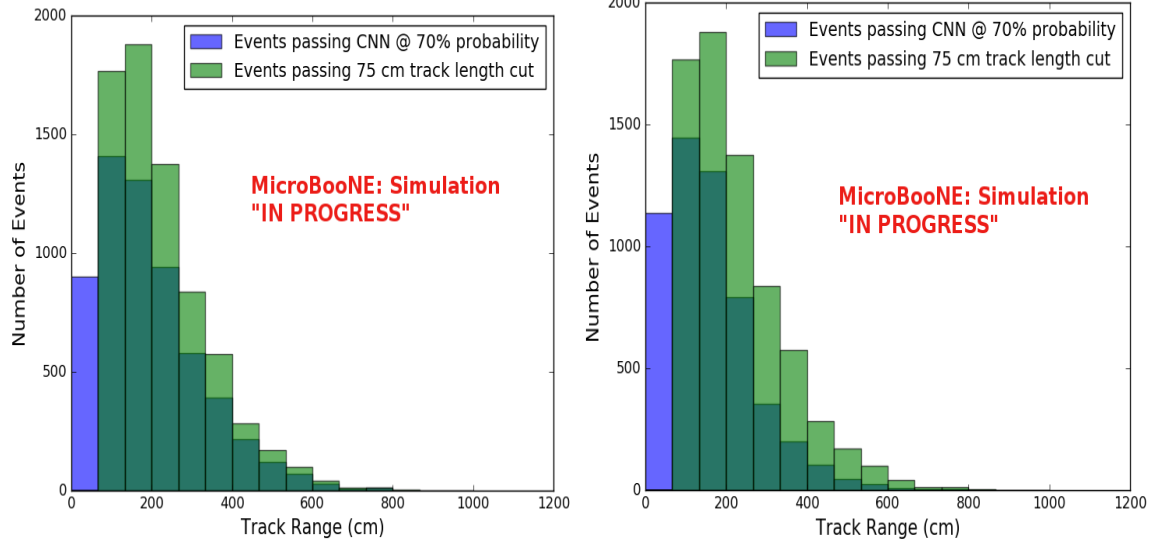 2000
1500
1000
500
0
0
200
400
600
800
1000
1200
Number of Events
Track Range (cm)
Events passing CNN @ 70% probability
Events passing 75 cm track length cut
MicroBooNE: Simulation
"IN PROGRESS"
2000
1500
1000
500
0
0
200
400
600
800
1000
1200
Number of Events
Track Range (cm)
Events passing CNN @ 70% probability
Events passing 75 cm track length cut
MicroBooNE: Simulation
"IN PROGRESS"